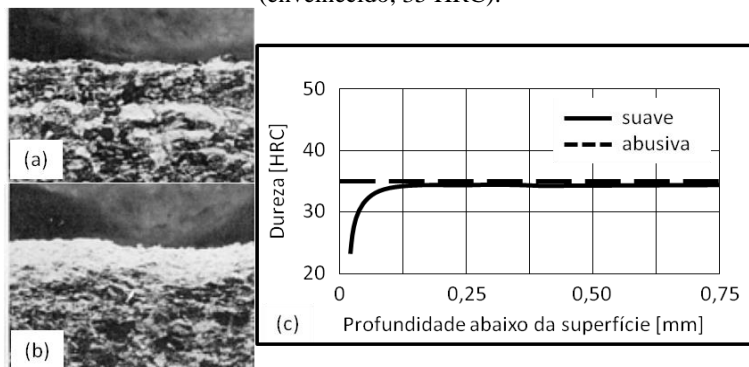 (envelhecido, 35 HRC).
(a)
(b)
50
40
30
20
Dureza [HRC]
suave
abusiva
0
0,25
0,50
0,75
(c)
Profundidade abaixo da superfície [mm]